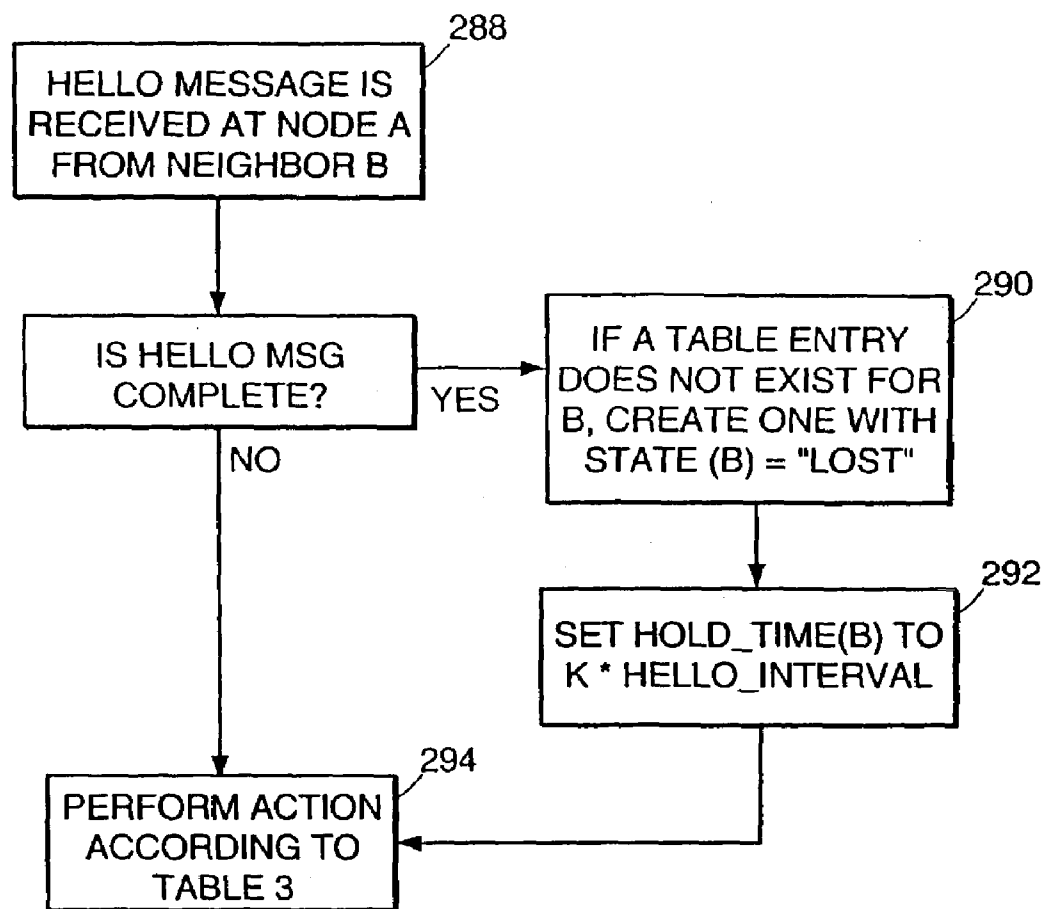 288
HELLO MESSAGE IS
RECEIVED AT NODE A
FROM NEIGHBOR B
IS HELLO MSG
COMPLETE?
YES
NO
290
IF A TABLE ENTRY
DOES NOT EXIST FOR
B, CREATE ONE WITH
STATE (B) = "LOST"
292
SET HOLD_TIME(B) TO
K * HELLO_INTERVAL
294
PERFORM ACTION
ACCORDING TO
TABLE 3